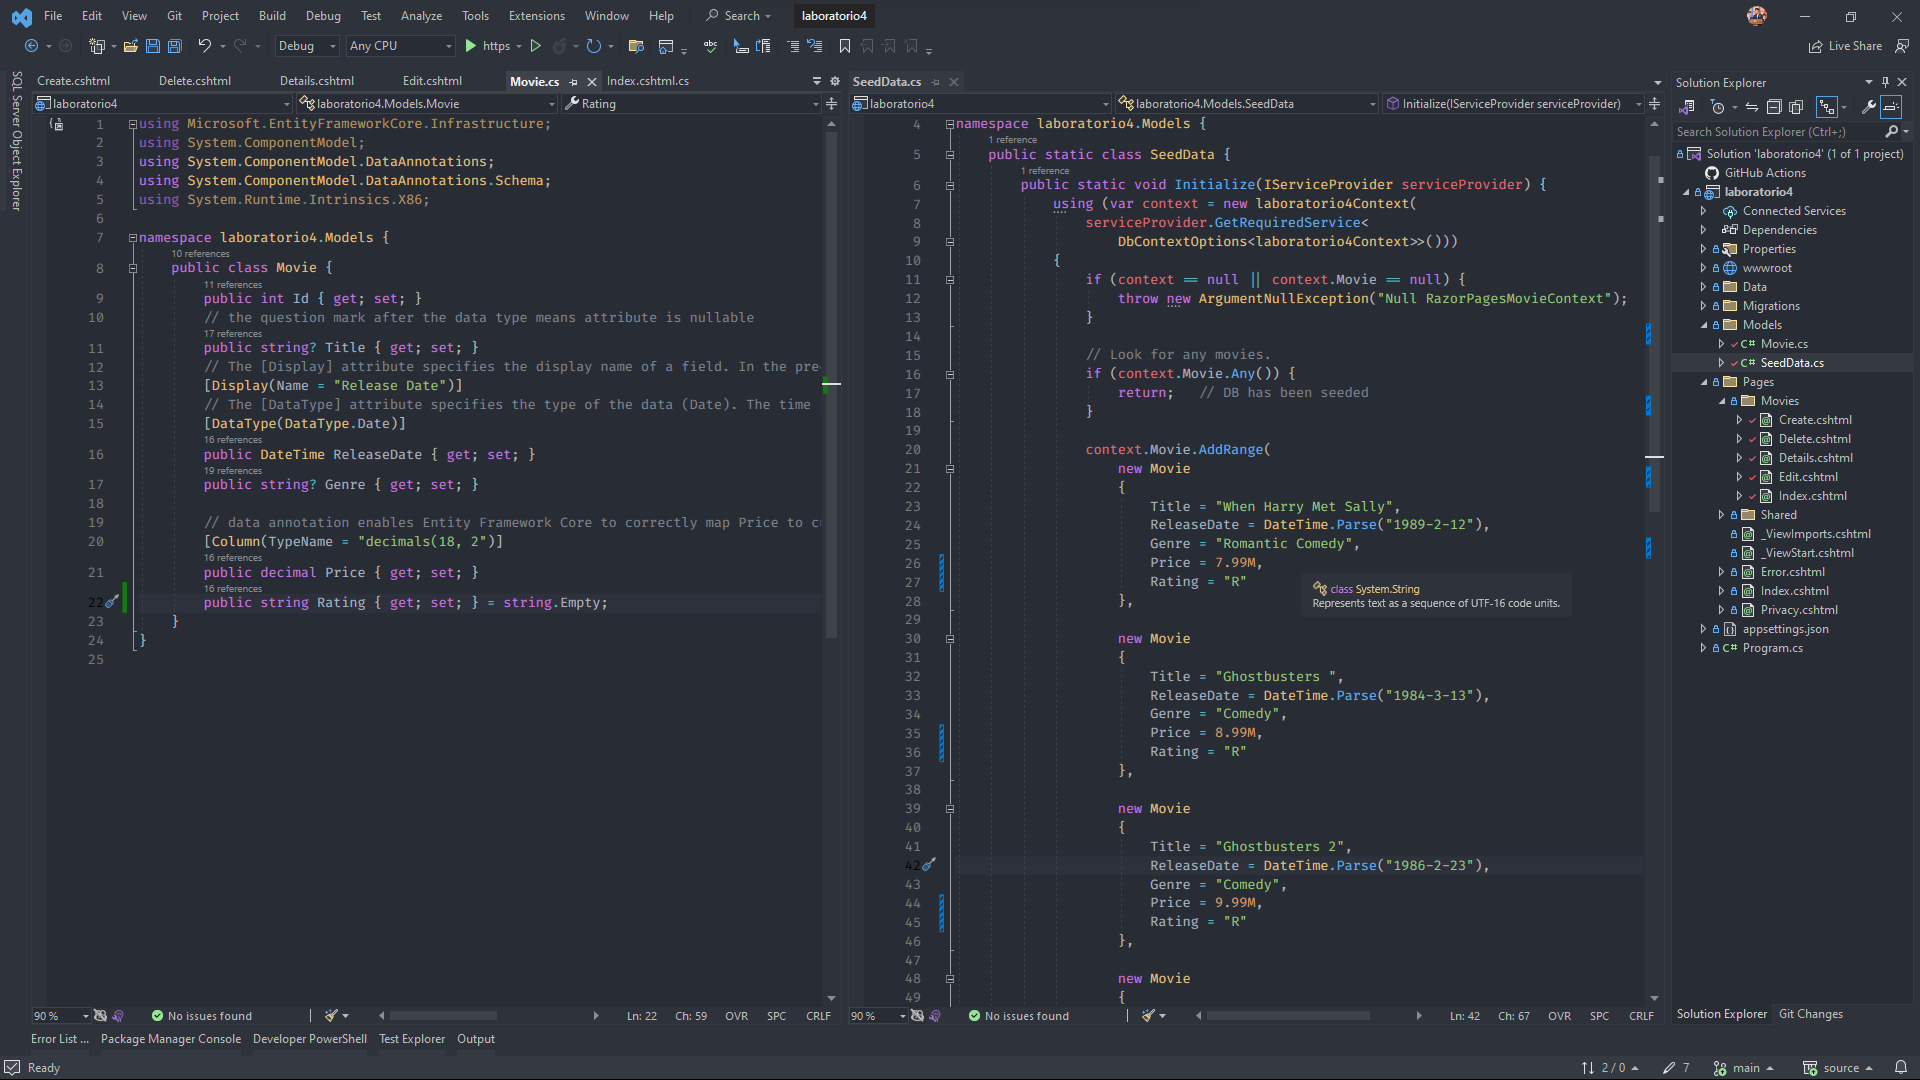 File Edit View Git Project Build Debug Test Analyze Tools Extensions Window Help Search laboratorio4
Debug Any CPU https Live Share
SQL Server Object Explorer
Create.cshtml Delete.cshtml Details.cshtml Edit.cshtml Movie.cs Index.cshtml.cs
laboratorio4 laboratorio4.Models.Movie Rating
1 using Microsoft.EntityFrameworkCore.Infrastructure;
2 using System.ComponentModel;
3 using System.ComponentModel.DataAnnotations;
4 using System.ComponentModel.DataAnnotations.Schema;
5 using System.Runtime.Intrinsics.X86;
6
7 namespace laboratorio4.Models {
10 references
8 public class Movie {
11 references
9 public int Id { get; set; }
10 // the question mark after the data type means attribute is nullable
17 references
11 public string? Title { get; set; }
12 // The [Display] attribute specifies the display name of a field. In the pre
13 [Display(Name = "Release Date")]
14 // The [DataType] attribute specifies the type of the data (Date). The time
15 [DataType(DataType.Date)]
16 references
16 public DateTime ReleaseDate { get; set; }
19 references
17 public string? Genre { get; set; }
18
19 // data annotation enables Entity Framework Core to correctly map Price to cu
20 [Column(TypeName = "decimals(18, 2")]
16 references
21 public decimal Price { get; set; }
16 references
22 public string Rating { get; set; } = string.Empty;
23 }
24 }
25
90 % No issues found Ln: 22 Ch: 59 OVR SPC CRLF
SeedData.cs
laboratorio4 laboratorio4.Models.SeedData Initialize(IServiceProvider serviceProvider)
4 namespace laboratorio4.Models {
1 reference
5 public static class SeedData {
1 reference
6 public static void Initialize(IServiceProvider serviceProvider) {
7 using (var context = new laboratorio4Context(
8 serviceProvider.GetRequiredService<
9 DbContextOptions<laboratorio4Context>>()))
10 {
11 if (context == null || context.Movie == null) {
12 throw new ArgumentNullException("Null RazorPagesMovieContext");
13 }
14
15 // Look for any movies.
16 if (context.Movie.Any()) {
17 return; // DB has been seeded
18 }
19
20 context.Movie.AddRange(
21 new Movie
22 {
23 Title = "When Harry Met Sally",
24 ReleaseDate = DateTime.Parse("1989-2-12"),
25 Genre = "Romantic Comedy",
26 Price = 7.99M,
27 Rating = "R"
28 },
29
30 new Movie
31 {
32 Title = "Ghostbusters ",
33 ReleaseDate = DateTime.Parse("1984-3-13"),
34 Genre = "Comedy",
35 Price = 8.99M,
36 Rating = "R"
37 },
38
39 new Movie
40 {
41 Title = "Ghostbusters 2",
42 ReleaseDate = DateTime.Parse("1986-2-23"),
43 Genre = "Comedy",
44 Price = 9.99M,
45 Rating = "R"
46 },
47
48 new Movie
49 {
class System.String
Represents text as a sequence of UTF-16 code units.
90 % No issues found Ln: 42 Ch: 67 OVR SPC CRLF
Solution Explorer
Search Solution Explorer (Ctrl+;)
Solution 'laboratorio4' (1 of 1 project)
GitHub Actions
laboratorio4
Connected Services
Dependencies
Properties
wwwroot
Data
Migrations
Models
C# Movie.cs
C# SeedData.cs
Pages
Movies
Create.cshtml
Delete.cshtml
Details.cshtml
Edit.cshtml
Index.cshtml
Shared
_ViewImports.cshtml
_ViewStart.cshtml
Error.cshtml
Index.cshtml
Privacy.cshtml
appsettings.json
C# Program.cs
Solution Explorer Git Changes
Error List ... Package Manager Console Developer PowerShell Test Explorer Output
Ready 2 / 0 7 main source